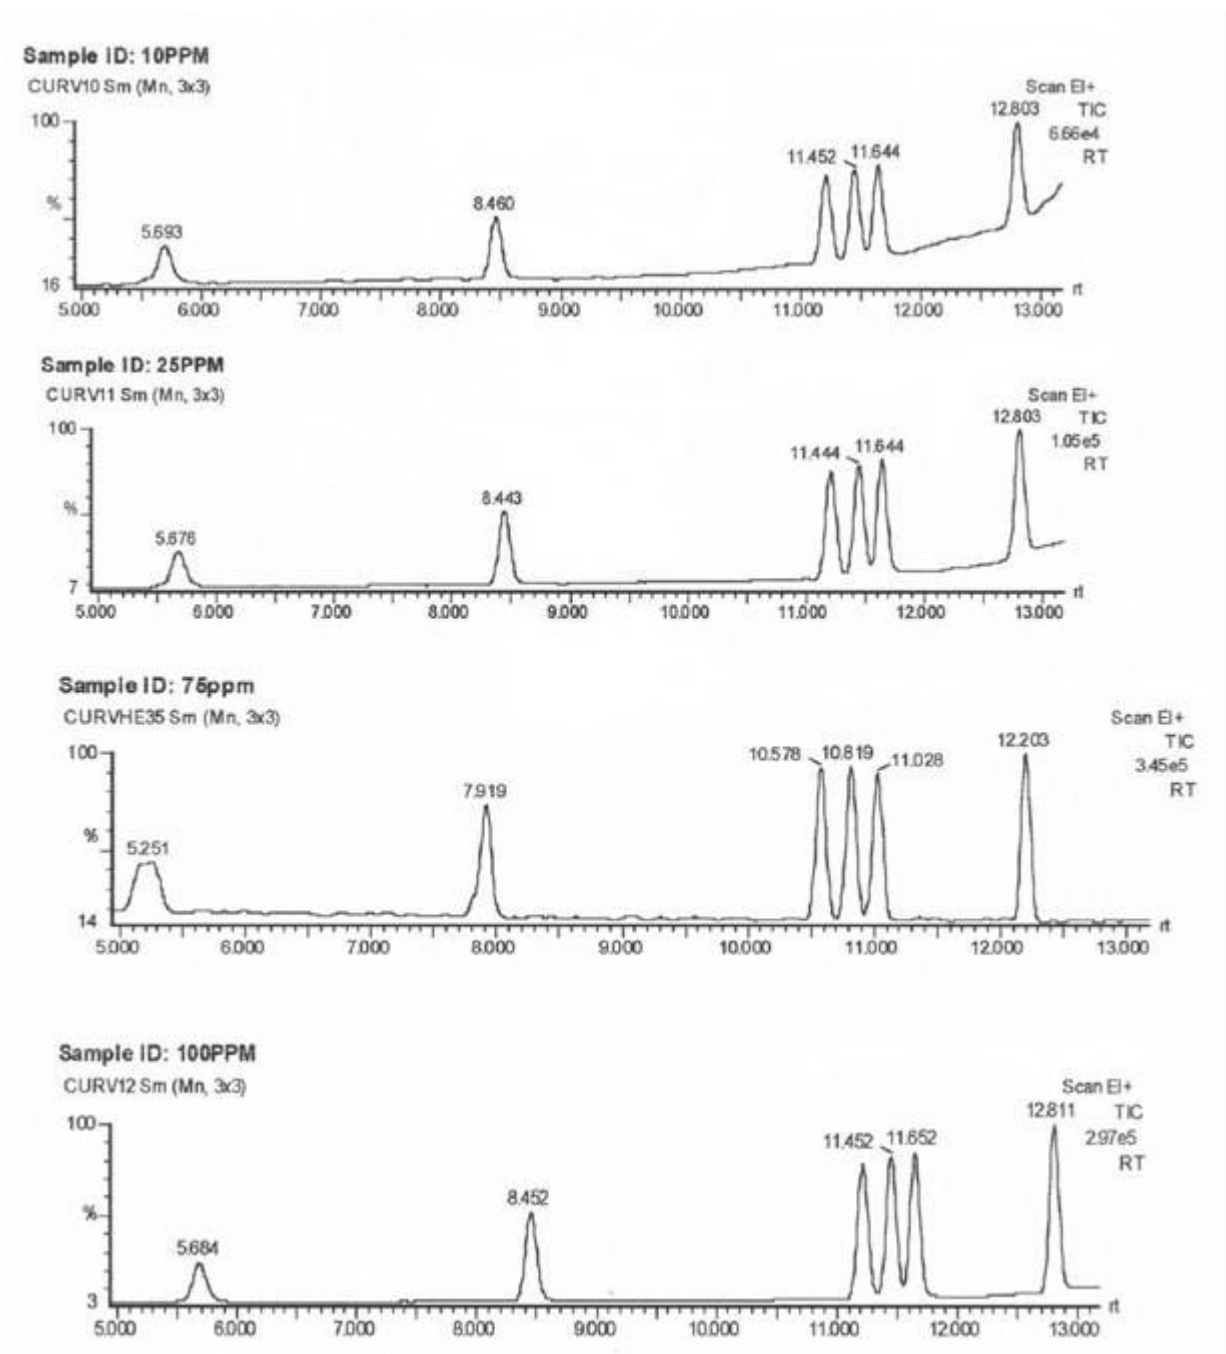 Sample ID: 10PPM
CURV10 Sm (Mn, 3x3)
Scan EI+
TIC
6.66e4
RT
100
%
16
5.693
8.460
11.452
11.644
12.803
rt
5.000 6.000 7.000 8.000 9.000 10.000 11.000 12.000 13.000
Sample ID: 25PPM
CURV11 Sm (Mn, 3x3)
Scan EI+
TIC
1.05e5
RT
100
%
7
5.676
8.443
11.444
11.644
12.803
rt
5.000 6.000 7.000 8.000 9.000 10.000 11.000 12.000 13.000
Sample ID: 75ppm
CURVHE35 Sm (Mn, 3x3)
Scan EI+
TIC
3.45e5
RT
100
%
14
5.251
7.919
10.578
10.819
11.028
12.203
rt
5.000 6.000 7.000 8.000 9.000 10.000 11.000 12.000 13.000
Sample ID: 100PPM
CURV12 Sm (Mn, 3x3)
Scan EI+
TIC
2.97e5
RT
100
%
3
5.684
8.452
11.452
11.652
12.811
rt
5.000 6.000 7.000 8.000 9.000 10.000 11.000 12.000 13.000